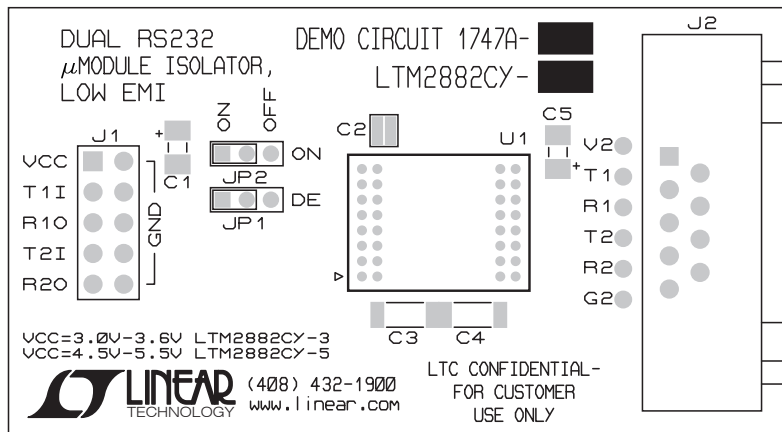 DUAL RS232
µMODULE ISOLATOR,
LOW EMI
DEMO CIRCUIT 1747A-
LTM2882CY-
J2
ON
OFF
J1
VCC
T1I
R1O
T2I
R2O
GND
+
C1
ON
JP2
DE
JP1
C2
U1
C5
+
V2
T1
R1
T2
R2
G2
C3
C4
VCC=3.0V-3.6V LTM2882CY-3
VCC=4.5V-5.5V LTM2882CY-5
LINEAR
TECHNOLOGY
(408) 432-1900
www.linear.com
LTC CONFIDENTIAL-
FOR CUSTOMER
USE ONLY